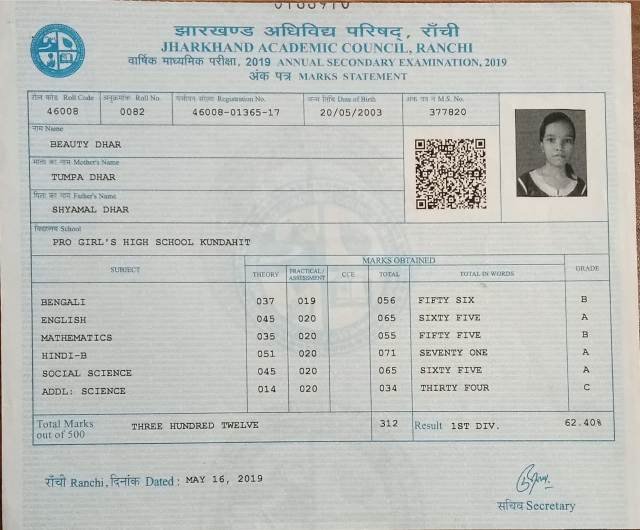 झारखण्ड अधिविद्य परिषद्, राँची
JHARKHAND ACADEMIC COUNCIL, RANCHI
वार्षिक माध्यमिक परीक्षा, 2019 ANNUAL SECONDARY EXAMINATION, 2019
अंक पत्र MARKS STATEMENT
रोल कोड Roll Code अनुक्रमांक Roll No. पंजीयन संख्या Registration No. जन्म तिथि Date of Birth अंक पत्र नं M.S. No.
46008 0082 46008-01365-17 20/05/2003 377820
नाम Name
BEAUTY DHAR
माता का नाम Mother's Name
TUMPA DHAR
पिता का नाम Father's Name
SHYAMAL DHAR
विद्यालय School
PRO GIRL'S HIGH SCHOOL KUNDAHIT
SUBJECT MARKS OBTAINED GRADE
THEORY PRACTICAL/ ASSESSMENT CCE TOTAL TOTAL IN WORDS
BENGALI 037 019 056 FIFTY SIX B
ENGLISH 045 020 065 SIXTY FIVE A
MATHEMATICS 035 020 055 FIFTY FIVE B
HINDI-B 051 020 071 SEVENTY ONE A
SOCIAL SCIENCE 045 020 065 SIXTY FIVE A
ADDL: SCIENCE 014 020 034 THIRTY FOUR C
Total Marks out of 500 THREE HUNDRED TWELVE 312 Result 1ST DIV. 62.40%
राँची Ranchi, दिनांक Dated : MAY 16, 2019
सचिव Secretary